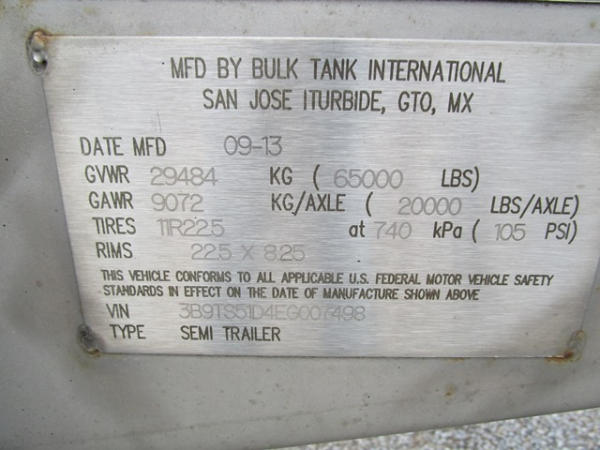 MFD BY BULK TANK INTERNATIONAL
SAN JOSE ITURBIDE, GTO, MX
DATE MFD 09-13
GVWR 29484 KG ( 65000 LBS)
GAWR 9072 KG/AXLE ( 20000 LBS/AXLE)
TIRES 11R22.5 at 740 kPa ( 105 PSI)
RIMS 22.5 X 8.25
THIS VEHICLE CONFORMS TO ALL APPLICABLE U.S. FEDERAL MOTOR VEHICLE SAFETY
STANDARDS IN EFFECT ON THE DATE OF MANUFACTURE SHOWN ABOVE
VIN
TYPE SEMI TRAILER